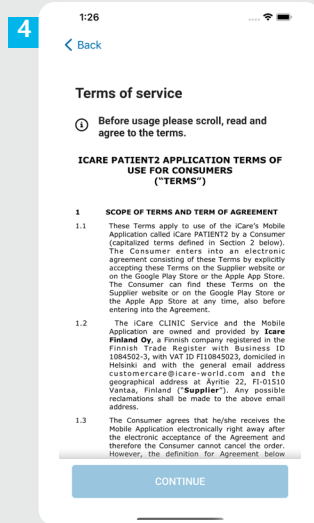 4
1:26
Back
Terms of service
Before usage please scroll, read and
agree to the terms.
ICARE PATIENT2 APPLICATION TERMS OF
USE FOR CONSUMERS
("TERMS")
1 SCOPE OF TERMS AND TERM OF AGREEMENT
1.1 These Terms apply to use of the iCare's Mobile
Application called iCare PATIENT2 by a Consumer
(capitalized terms defined in Section 2 below).
The Consumer enters into an electronic
agreement consisting of these Terms by explicitly
accepting these Terms on the Supplier website or
on the Google Play Store or the Apple App Store.
The Consumer can find these Terms on the
Supplier website or on the Google Play Store or
the Apple App Store at any time, also before
entering into the Agreement.
1.2 The iCare CLINIC Service and the Mobile
Application are owned and provided by Icare
Finland Oy, a Finnish company registered in the
Finnish Trade Register with Business ID
1084502-3, with VAT ID FI10845023, domiciled in
Helsinki and with the general email address
customercare@icare-world.com and the
geographical address at Äyritie 22, FI-01510
Vantaa, Finland ("Supplier"). Any possible
reclamations shall be made to the above email
address.
1.3 The Consumer agrees that he/she receives the
Mobile Application electronically right away after
the electronic acceptance of the Agreement and
therefore the Consumer cannot cancel the order.
However, the definition for Agreement below
CONTINUE